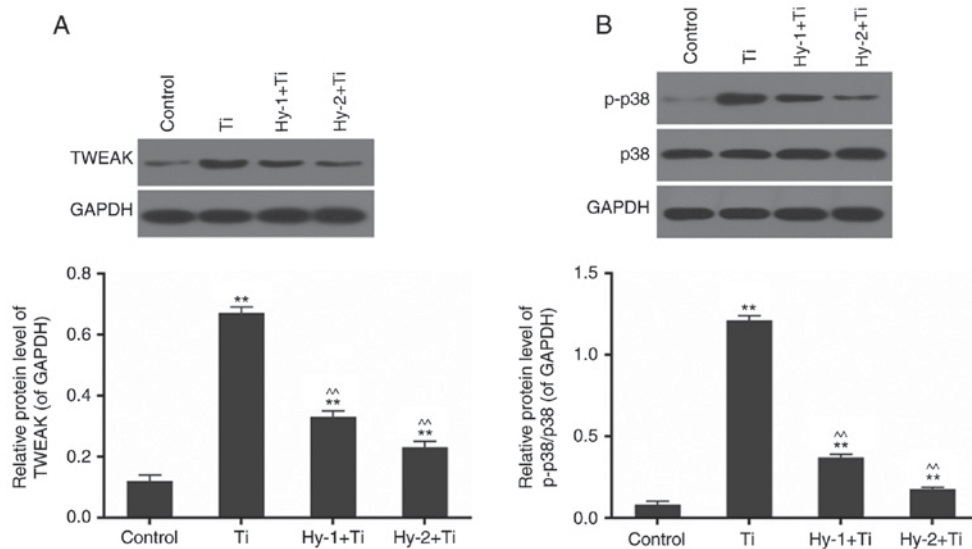 A
Control
Ti
Hy-1+Ti
Hy-2+Ti
TWEAK
GAPDH
Relative protein level of
TWEAK (of GAPDH)
0.8
0.6
0.4
0.2
0.0
**
^^
**
^^
**
Control
Ti
Hy-1+Ti
Hy-2+Ti
B
Control
Ti
Hy-1+Ti
Hy-2+Ti
p-p38
p38
GAPDH
Relative protein level of
p-p38/p38 (of GAPDH)
1.5
1.0
0.5
0.0
**
^^
**
^^
**
Control
Ti
Hy-1+Ti
Hy-2+Ti